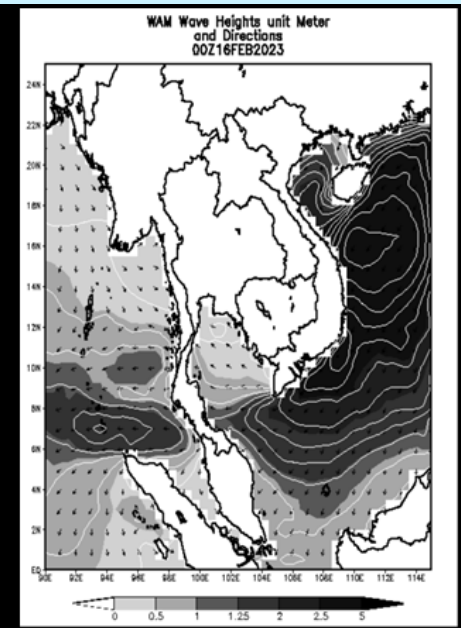 WAM Wave Heights unit Meter
and Directions
00Z16FEB2023
24N
22N
20N
18N
16N
14N
12N
10N
8N
6N
4N
2N
EQ
90E 92E 94E 96E 98E 100E 102E 104E 106E 108E 110E 112E 114E
0 0.5 1 1.25 2 2.5 5